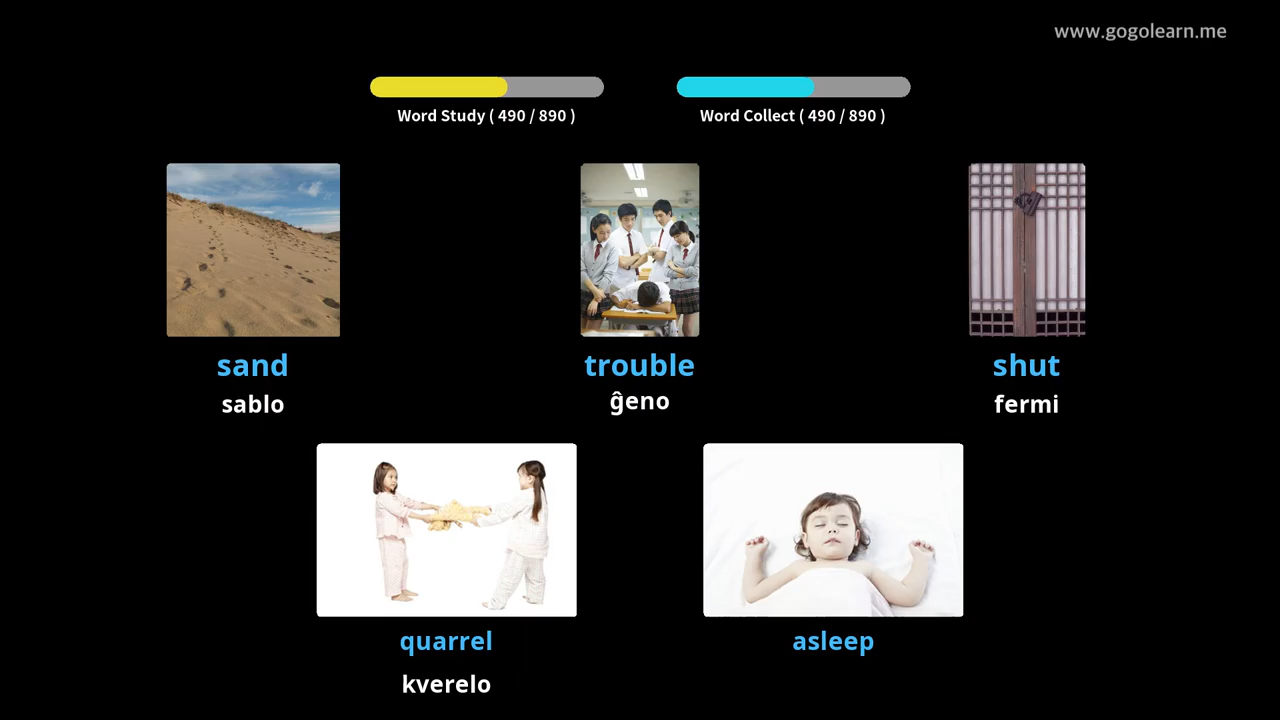 www.gogolearn.me
Word Study ( 490 / 890 )
Word Collect ( 490 / 890 )
sand
trouble
shut
sablo
ĝeno
fermi
quarrel
asleep
kverelo